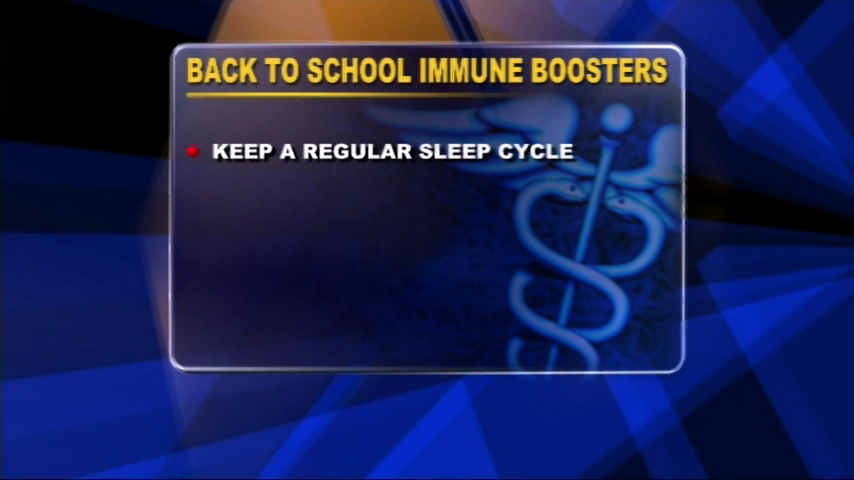 BACK TO SCHOOL IMMUNE BOOSTERS
KEEP A REGULAR SLEEP CYCLE